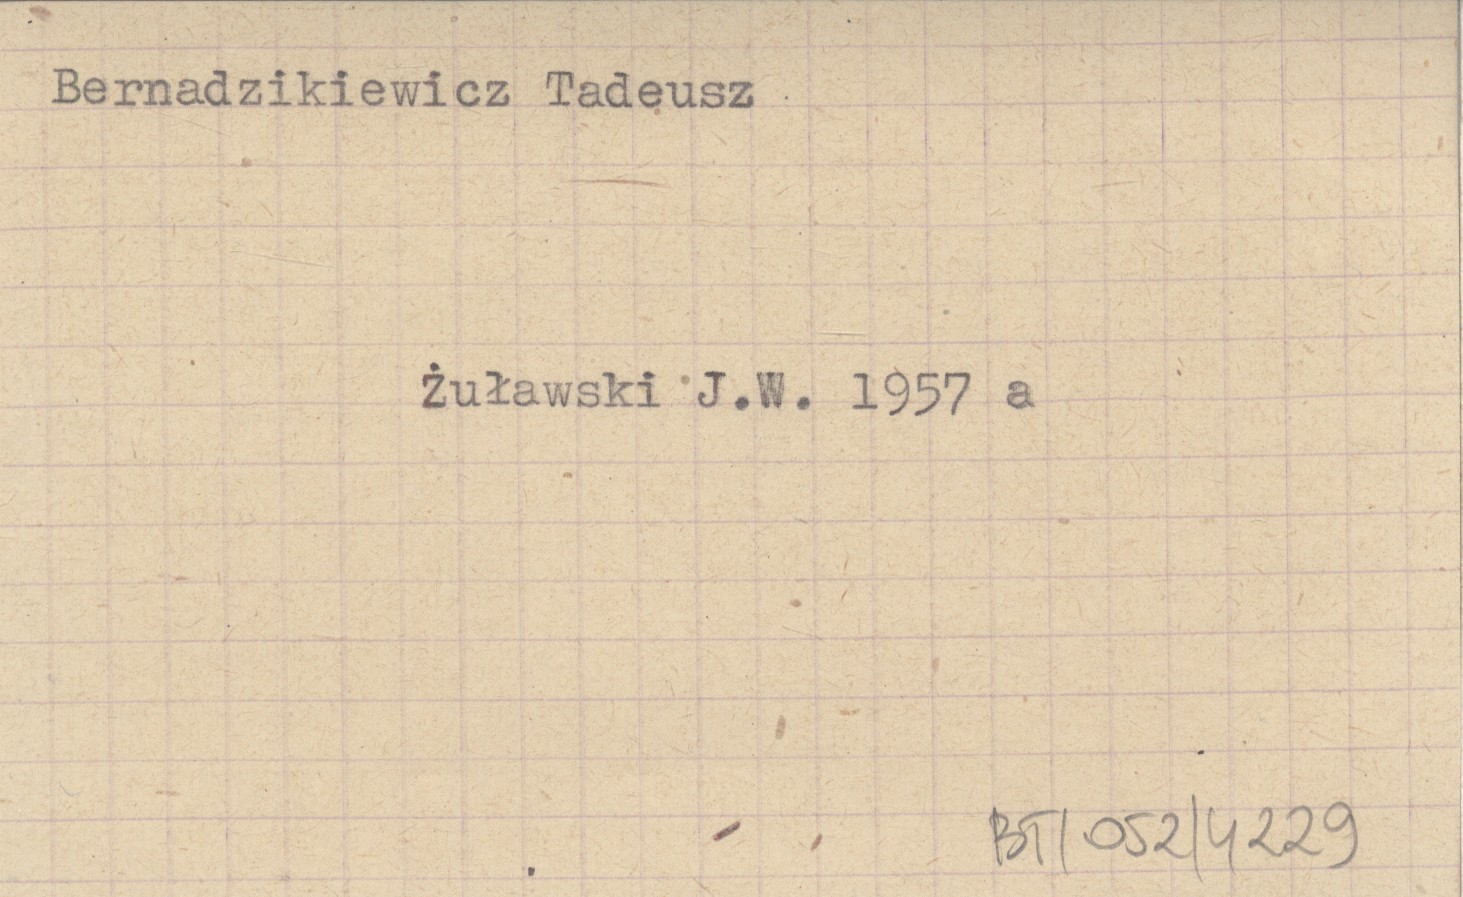 Bernadzikiewicz Tadeusz
Żuławski J.W. 1957 a
BT/052/4229